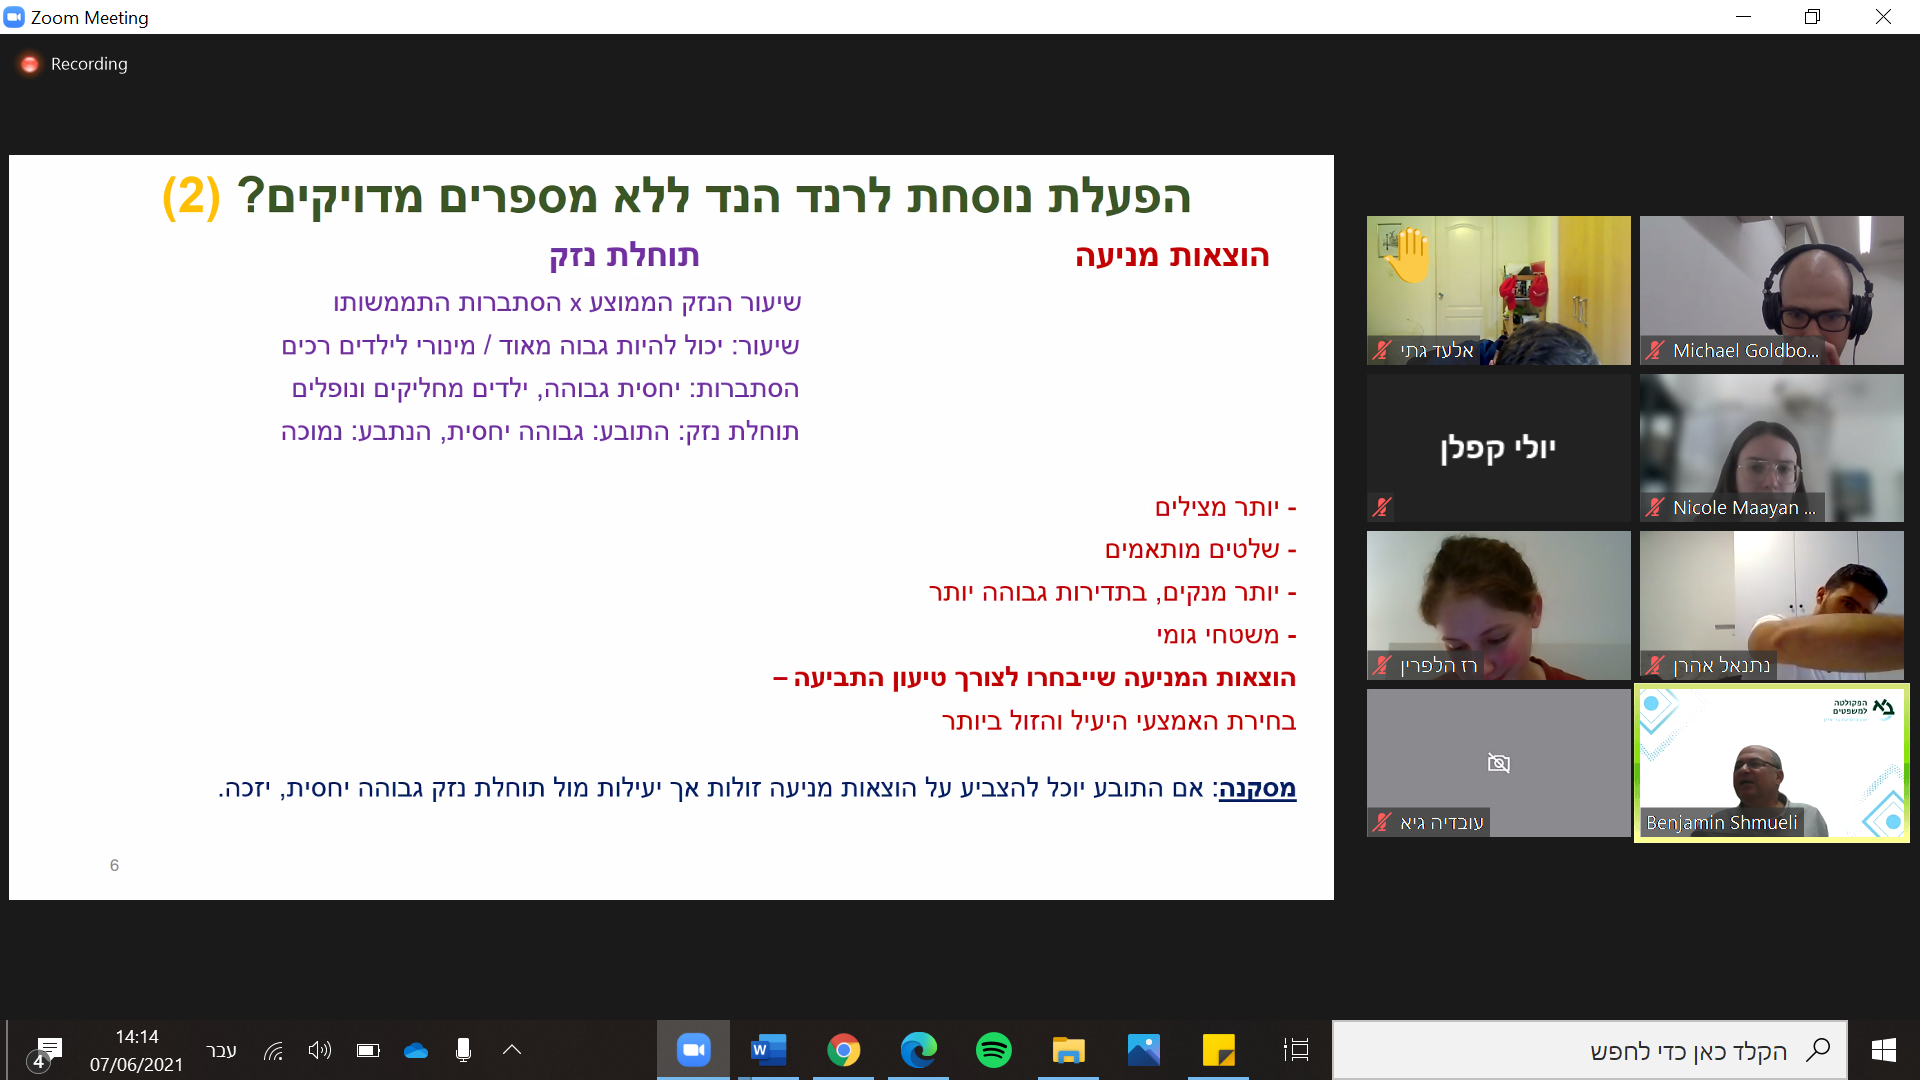 Zoom Meeting
Recording
הפעלת נוסחת לרנד הנד ללא מספרים מדויקים? (2)
הוצאות מניעה
תוחלת נזק
שיעור הנזק הממוצע x הסתברות התממשותו
שיעור: יכול להיות גבוה מאוד / מינורי לילדים רכים
הסתברות: יחסית גבוהה, ילדים מחליקים ונופלים
תוחלת נזק: התובע: גבוהה יחסית, הנתבע: נמוכה
- יותר מצילים
- שלטים מותאמים
- יותר מנקים, בתדירות גבוהה יותר
- משטחי גומי
הוצאות המניעה שייבחרו לצורך טיעון התביעה –
בחירת האמצעי היעיל והזול ביותר
מסקנה: אם התובע יוכל להצביע על הוצאות מניעה זולות אך יעילות מול תוחלת נזק גבוהה יחסית, יזכה.
6
אלעד גתי
Michael Goldbo...
יולי קפלן
Nicole Maayan ...
רז הלפרין
נתנאל אהרן
עובדיה גיא
הפקולטה
למשפטים
Benjamin Shmueli
4
14:14
07/06/2021
עבר
הקלד כאן כדי לחפש